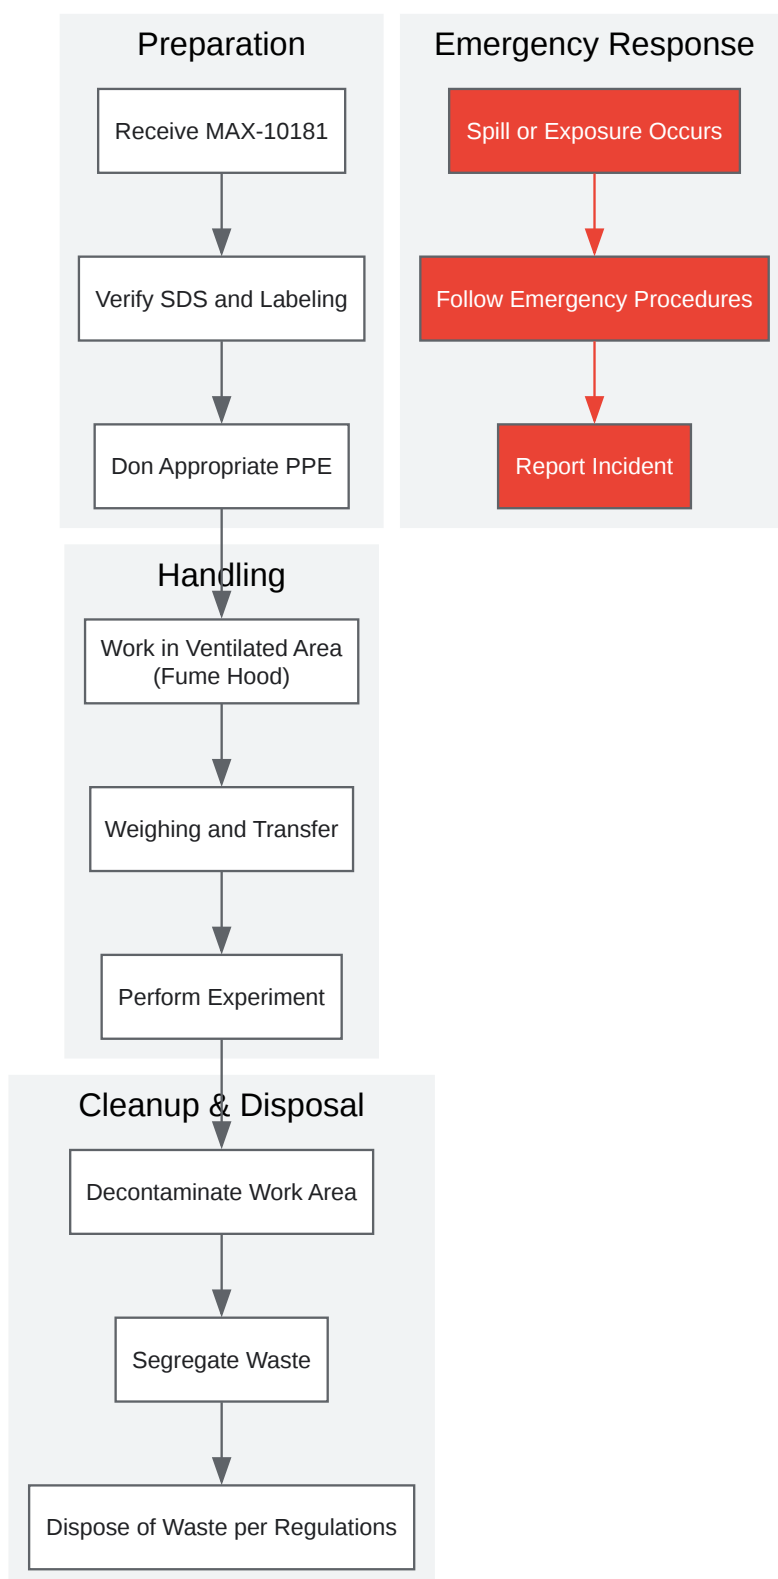 Preparation
Receive MAX-10181
Verify SDS and Labeling
Don Appropriate PPE
Emergency Response
Spill or Exposure Occurs
Follow Emergency Procedures
Report Incident
Handling
Work in Ventilated Area
(Fume Hood)
Weighing and Transfer
Perform Experiment
Cleanup & Disposal
Decontaminate Work Area
Segregate Waste
Dispose of Waste per Regulations